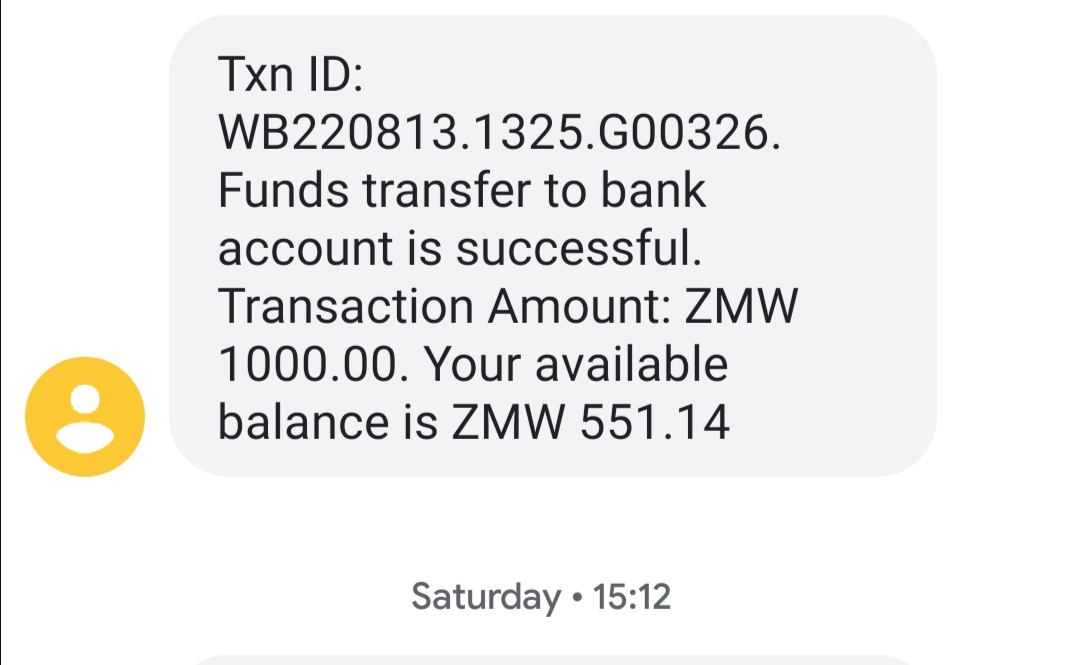 Txn ID:
WB220813.1325.G00326.
Funds transfer to bank
account is successful.
Transaction Amount: ZMW
1000.00. Your available
balance is ZMW 551.14
Saturday • 15:12